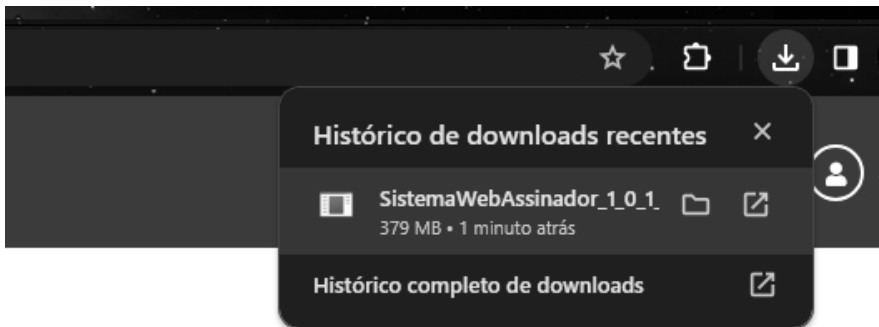 Histórico de downloads recentes
SistemaWebAssinador_1_0_1_
379 MB • 1 minuto atrás
Histórico completo de downloads